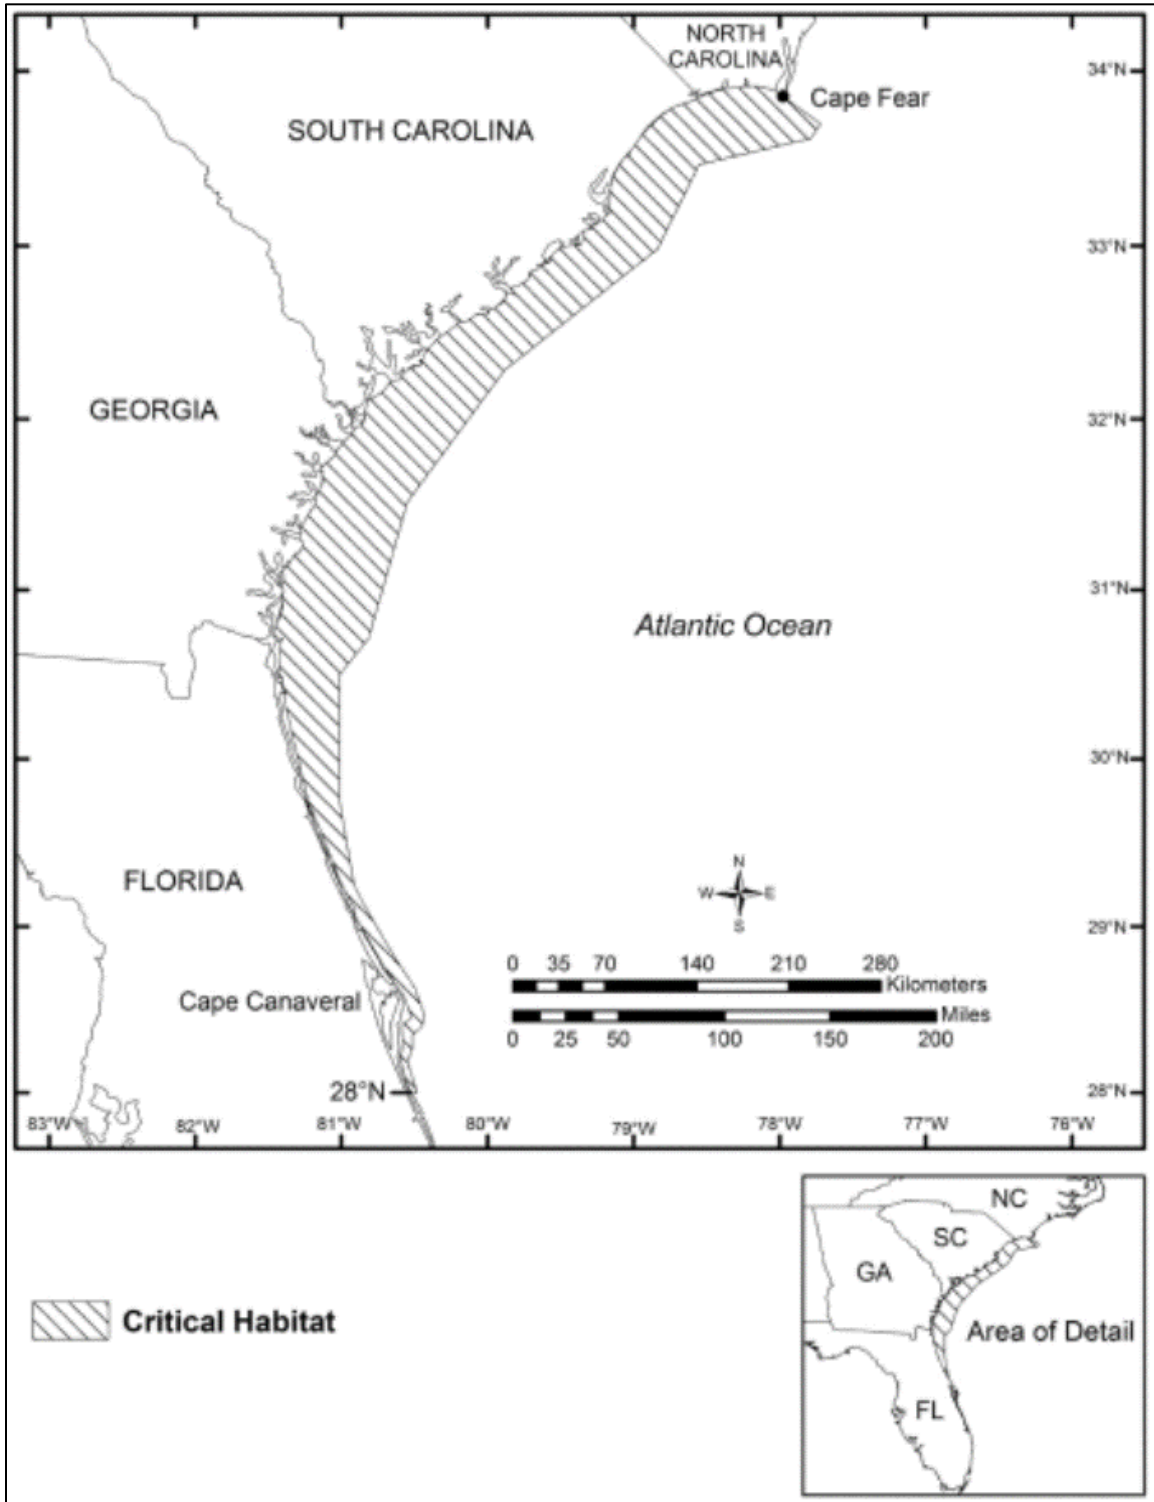 NORTH
CAROLINA
34°N
Cape Fear
SOUTH CAROLINA
33°N
GEORGIA
32°N
31°N
Atlantic Ocean
30°N
FLORIDA
N
W E
S
29°N
0 35 70 140 210 280
Kilometers
Cape Canaveral
Miles
0 25 50 100 150 200
28°N
28°N
83°W 82°W 81°W 80°W 79°W 78°W 77°W 76°W
NC
SC
GA
Critical Habitat
Area of Detail
FL